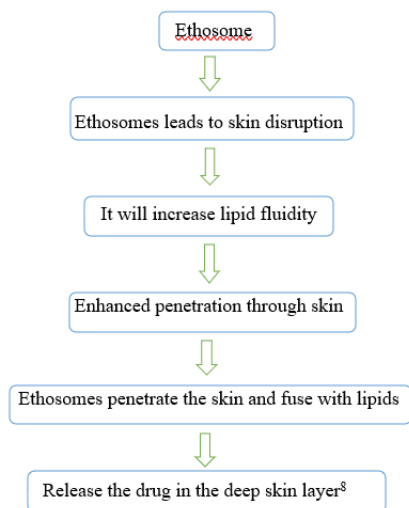 Ethosome
Ethosomes leads to skin disruption
It will increase lipid fluidity
Enhanced penetration through skin
Ethosomes penetrate the skin and fuse with lipids
Release the drug in the deep skin layer⁸